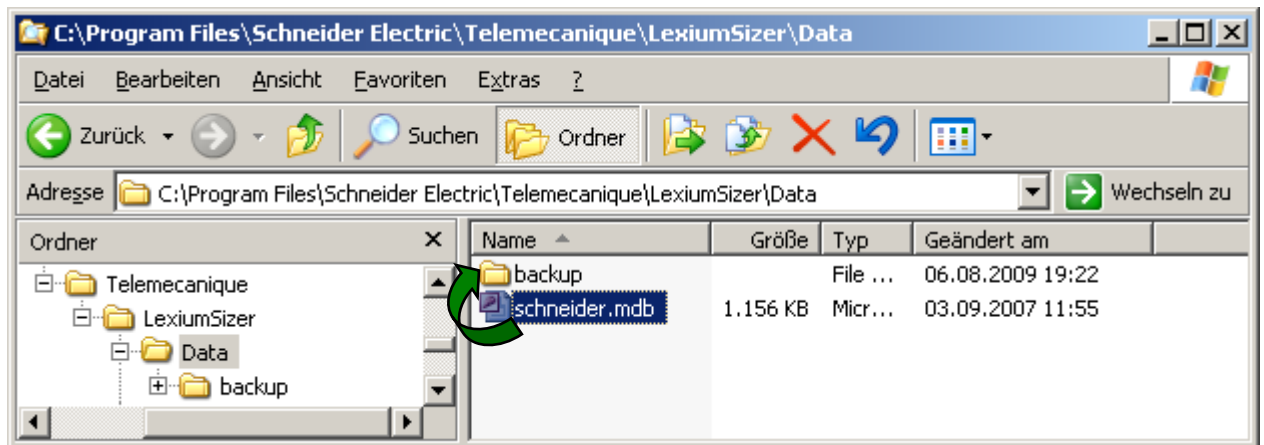 C:\Program Files\Schneider Electric\Telemecanique\LexiumSizer\Data
Datei Bearbeiten Ansicht Favoriten Extras ?
Zurück Suchen Ordner
Adresse C:\Program Files\Schneider Electric\Telemecanique\LexiumSizer\Data Wechseln zu
Ordner Name Größe Typ Geändert am
Telemecanique backup File ... 06.08.2009 19:22
LexiumSizer schneider.mdb 1.156 KB Micr... 03.09.2007 11:55
Data
backup